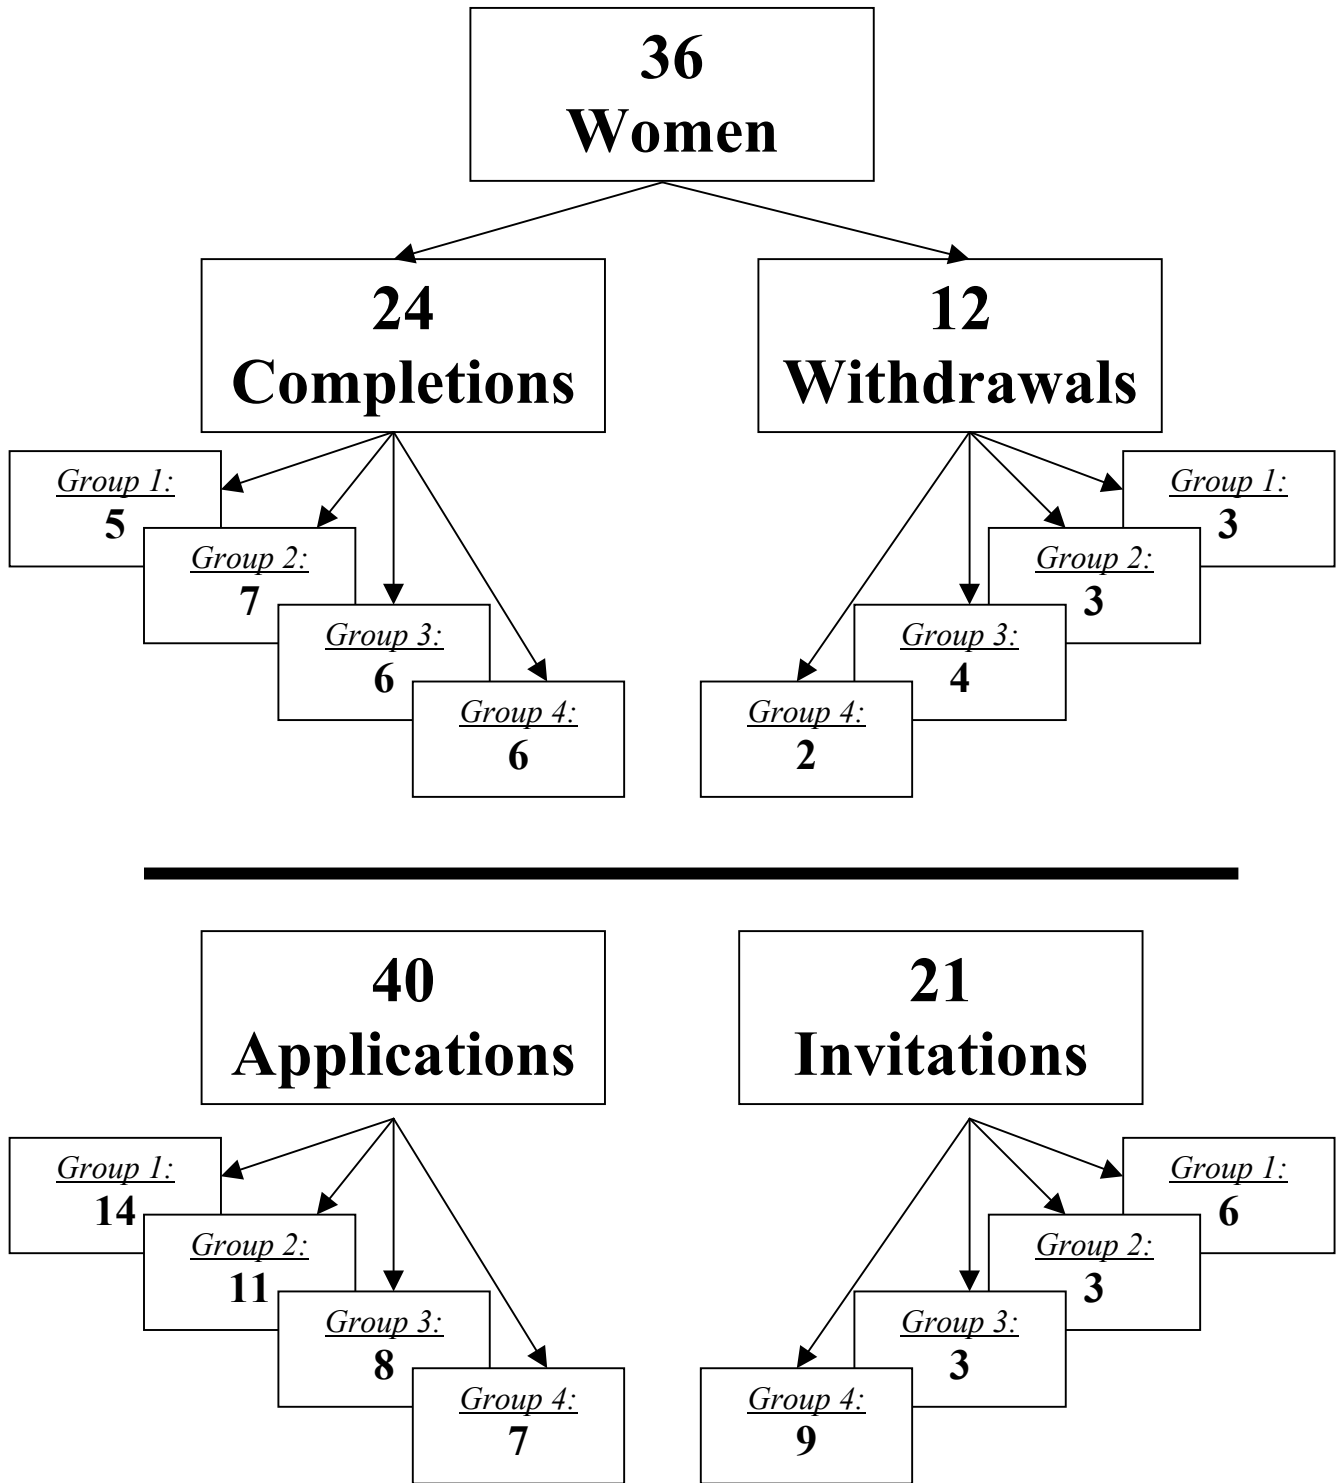 36
Women
24
Completions
12
Withdrawals
Group 1:
5
Group 2:
7
Group 3:
6
Group 4:
6
Group 1:
3
Group 2:
3
Group 3:
4
Group 4:
2
40
Applications
21
Invitations
Group 1:
14
Group 2:
11
Group 3:
8
Group 4:
7
Group 1:
6
Group 2:
3
Group 3:
3
Group 4:
9